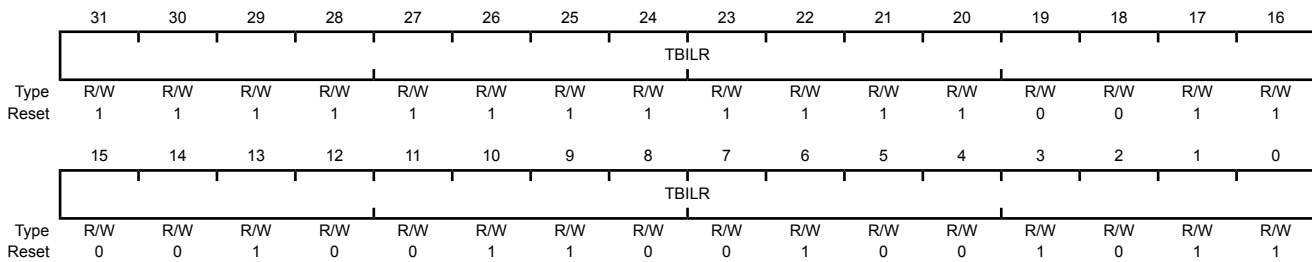 31 30 29 28 27 26 25 24 23 22 21 20 19 18 17 16
TBILR
Type R/W R/W R/W R/W R/W R/W R/W R/W R/W R/W R/W R/W R/W R/W R/W R/W
Reset 1 1 1 1 1 1 1 1 1 1 1 1 0 0 1 1
15 14 13 12 11 10 9 8 7 6 5 4 3 2 1 0
TBILR
Type R/W R/W R/W R/W R/W R/W R/W R/W R/W R/W R/W R/W R/W R/W R/W R/W
Reset 0 0 1 0 0 1 1 0 0 1 0 0 1 0 1 1